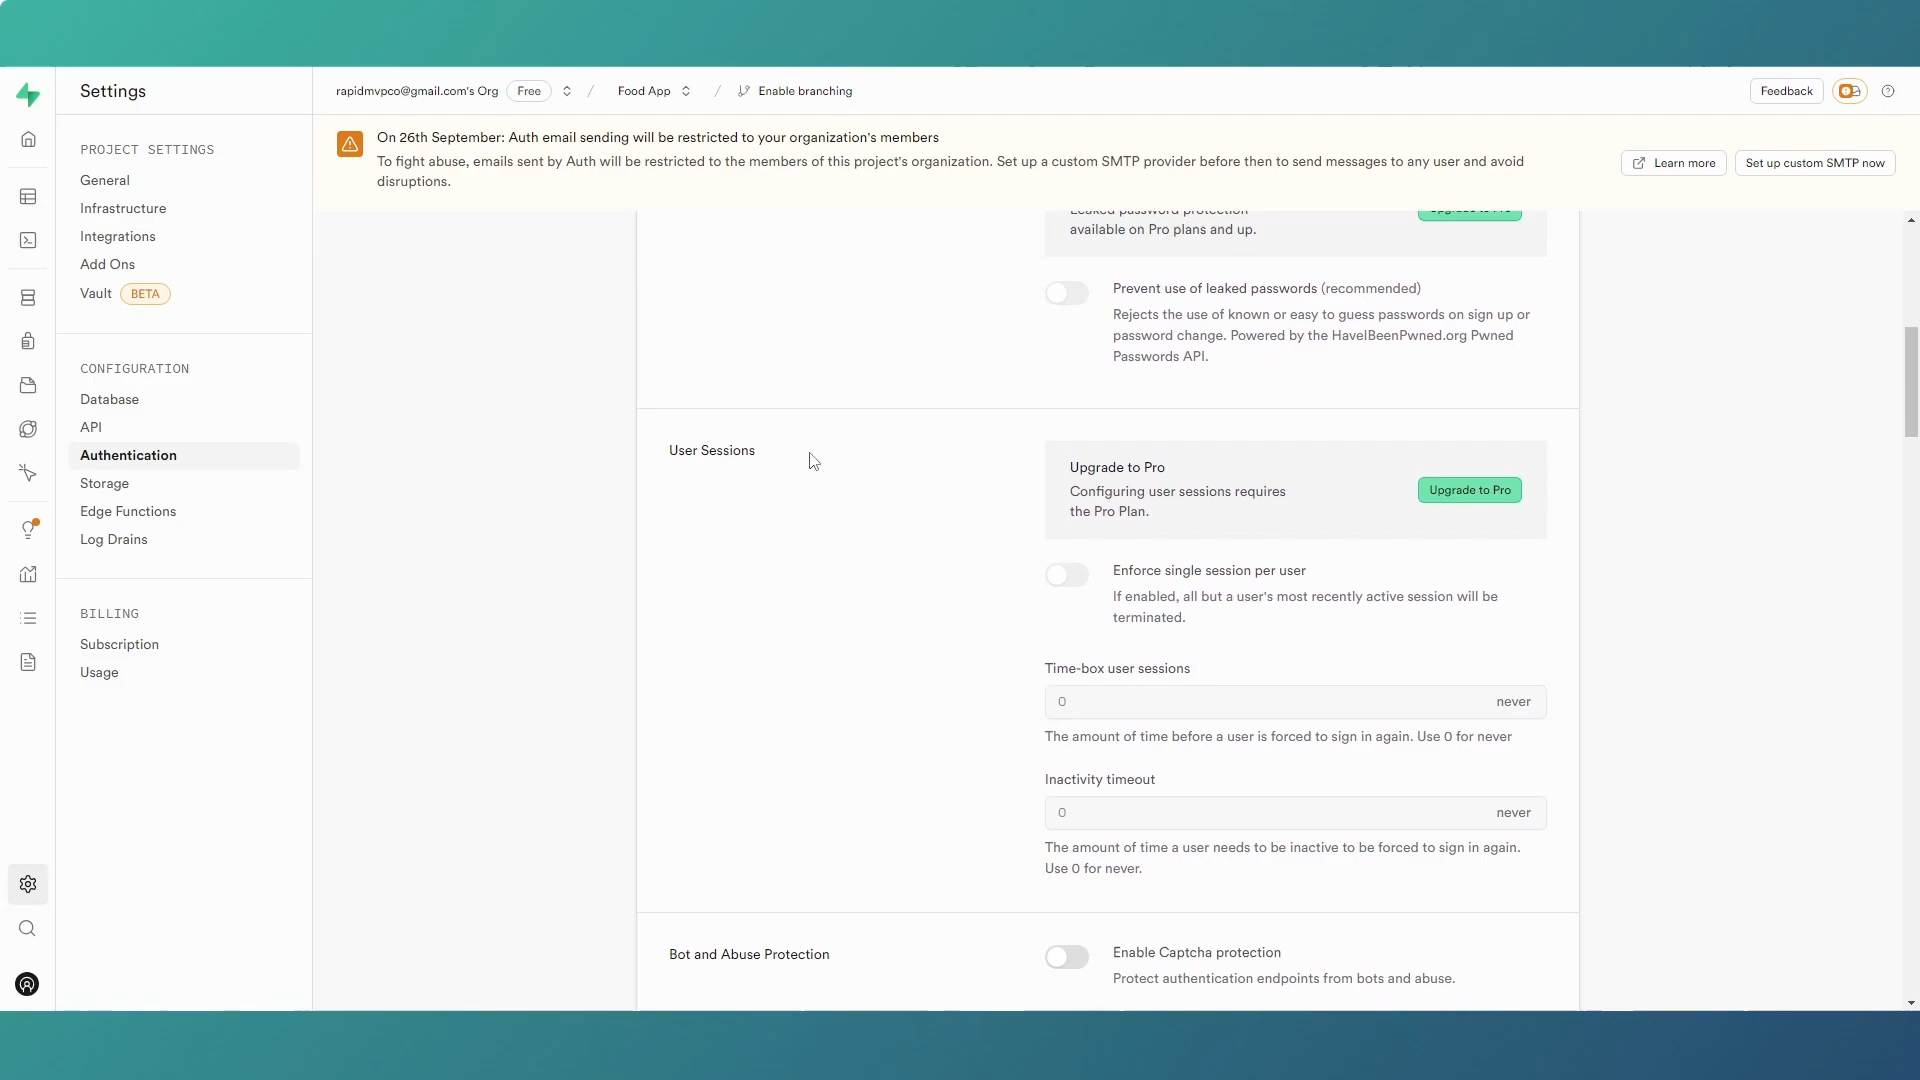 Settings
rapidmvpco@gmail.com's Org Free / Food App / Enable branching
Feedback
PROJECT SETTINGS
General
Infrastructure
Integrations
Add Ons
Vault BETA
CONFIGURATION
Database
API
Authentication
Storage
Edge Functions
Log Drains
BILLING
Subscription
Usage
On 26th September: Auth email sending will be restricted to your organization's members
To fight abuse, emails sent by Auth will be restricted to the members of this project's organization. Set up a custom SMTP provider before then to send messages to any user and avoid
disruptions.
Learn more
Set up custom SMTP now
Leaked password protection
available on Pro plans and up.
Upgrade to Pro
Prevent use of leaked passwords (recommended)
Rejects the use of known or easy to guess passwords on sign up or
password change. Powered by the HaveIBeenPwned.org Pwned
Passwords API.
User Sessions
Upgrade to Pro
Configuring user sessions requires
the Pro Plan.
Upgrade to Pro
Enforce single session per user
If enabled, all but a user's most recently active session will be
terminated.
Time-box user sessions
0 never
The amount of time before a user is forced to sign in again. Use 0 for never
Inactivity timeout
0 never
The amount of time a user needs to be inactive to be forced to sign in again.
Use 0 for never.
Bot and Abuse Protection
Enable Captcha protection
Protect authentication endpoints from bots and abuse.